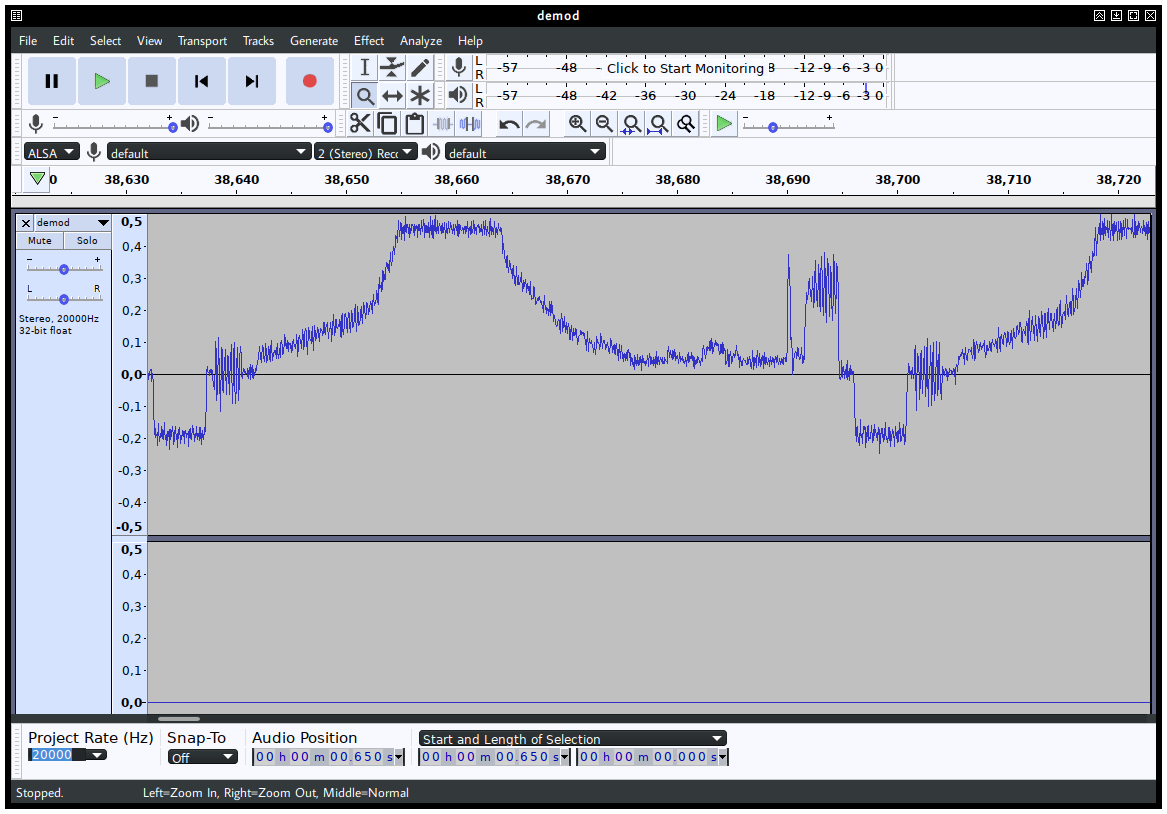 demod
File Edit Select View Transport Tracks Generate Effect Analyze Help
L
R
-57 -48 - Click to Start Monitoring 8 -12 -9 -6 -3 0
L
R
-57 -48 -42 -36 -30 -24 -18 -12 -9 -6 -3 0
- + - + - +
ALSA default 2 (Stereo) Rec default
0 38,630 38,640 38,650 38,660 38,670 38,680 38,690 38,700 38,710 38,720
demod
Mute Solo
- +
L R
Stereo, 20000Hz
32-bit float
0,5
0,4
0,3
0,2
0,1
0,0
-0,1
-0,2
-0,3
-0,4
-0,5
0,5
0,4
0,3
0,2
0,1
0,0
Project Rate (Hz) Snap-To Audio Position Start and Length of Selection
20000 Off 00 h 00 m 00.650 s 00 h 00 m 00.650 s 00 h 00 m 00.000 s
Stopped. Left=Zoom In, Right=Zoom Out, Middle=Normal